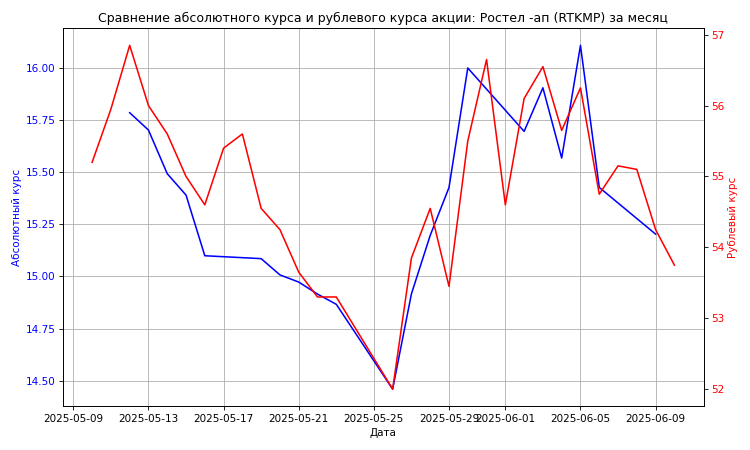 Сравнение абсолютного курса и рублевого курса акции: Ростел -ап (RTKMP) за месяц
57
16.00
56
15.75
15.50
55
15.25
Абсолютный курс
Рублевый курс
54
15.00
53
14.75
14.50
52
2025-05-09 2025-05-13 2025-05-17 2025-05-21 2025-05-25 2025-05-29 2025-06-01 2025-06-05 2025-06-09
Дата